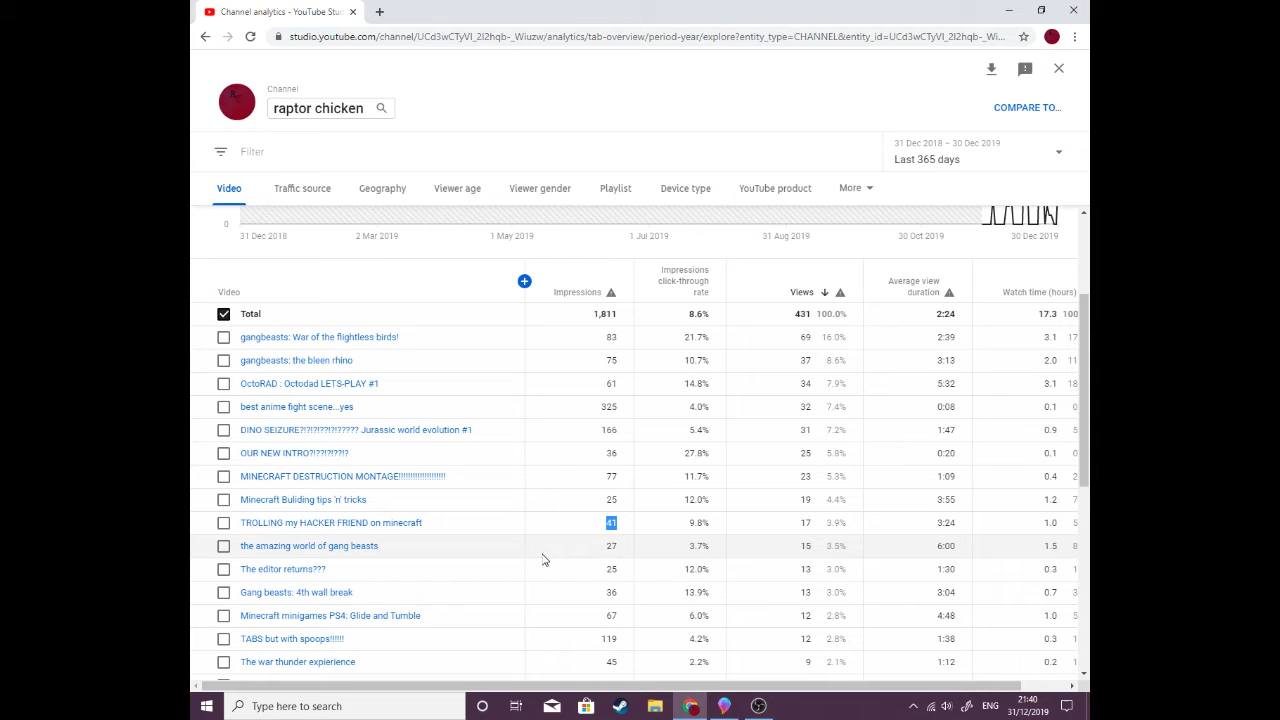 Channel analytics - YouTube Stud
studio.youtube.com/channel/UCd3wCTyVI_2I2hqb-_Wiuzw/analytics/tab-overview/period-year/explore?entity_type=CHANNEL&entity_id=UCd3wCTyVI_2I2hqb-_Wi...
Channel
raptor chicken
COMPARE TO...
Filter
31 Dec 2018 – 30 Dec 2019
Last 365 days
Video Traffic source Geography Viewer age Viewer gender Playlist Device type YouTube product More
0
31 Dec 2018 2 Mar 2019 1 May 2019 1 Jul 2019 31 Aug 2019 30 Oct 2019 30 Dec 2019
Video Impressions Impressions click-through rate Views Average view duration Watch time (hours)
Total 1,811 8.6% 431 100.0% 2:24 17.3 100
gangbeasts: War of the flightless birds! 83 21.7% 69 16.0% 2:39 3.1 17
gangbeasts: the bleen rhino 75 10.7% 37 8.6% 3:13 2.0 11
OctoRAD : Octodad LETS-PLAY #1 61 14.8% 34 7.9% 5:32 3.1 18
best anime fight scene...yes 325 4.0% 32 7.4% 0:08 0.1 0
DINO SEIZURE?!?!?!??!?!????? Jurassic world evolution #1 166 5.4% 31 7.2% 1:47 0.9 5
OUR NEW INTRO?!??!?!??!? 36 27.8% 25 5.8% 0:20 0.1 0
MINECRAFT DESTRUCTION MONTAGE!!!!!!!!!!!!!!!!!!!! 77 11.7% 23 5.3% 1:09 0.4 2
Minecraft Buliding tips 'n' tricks 25 12.0% 19 4.4% 3:55 1.2 7
TROLLING my HACKER FRIEND on minecraft 41 9.8% 17 3.9% 3:24 1.0 5
the amazing world of gang beasts 27 3.7% 15 3.5% 6:00 1.5 8
The editor returns??? 25 12.0% 13 3.0% 1:30 0.3 1
Gang beasts: 4th wall break 36 13.9% 13 3.0% 3:04 0.7 3
Minecraft minigames PS4: Glide and Tumble 67 6.0% 12 2.8% 4:48 1.0 5
TABS but with spoops!!!!!! 119 4.2% 12 2.8% 1:38 0.3 1
The war thunder expierience 45 2.2% 9 2.1% 1:12 0.2 1
Type here to search
ENG
21:40
31/12/2019